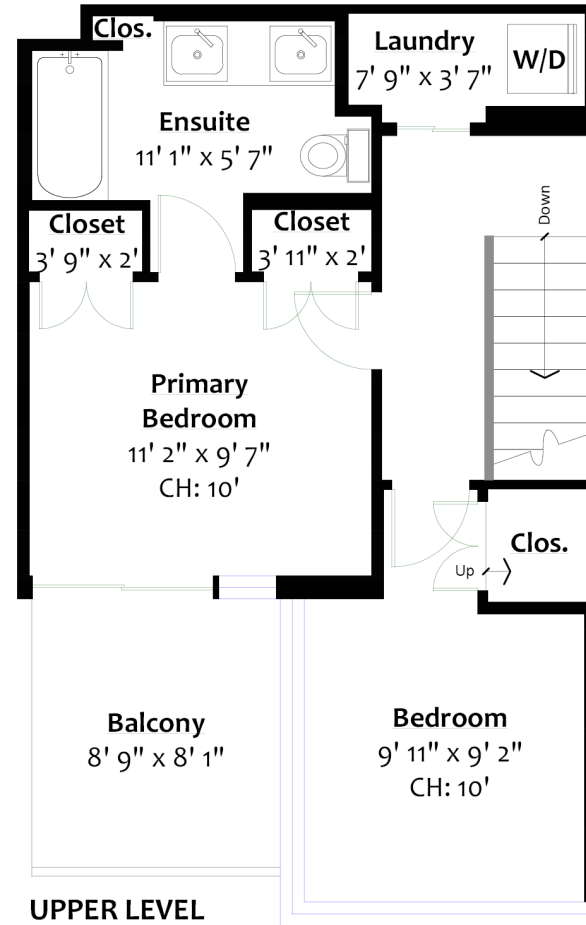 Clos.
Laundry
7' 9" x 3' 7"
W/D
Ensuite
11' 1" x 5' 7"
Closet
3' 9" x 2'
Closet
3' 11" x 2'
Down
Primary
Bedroom
11' 2" x 9' 7"
CH: 10'
Clos.
Up
Balcony
8' 9" x 8' 1"
Bedroom
9' 11" x 9' 2"
CH: 10'
UPPER LEVEL